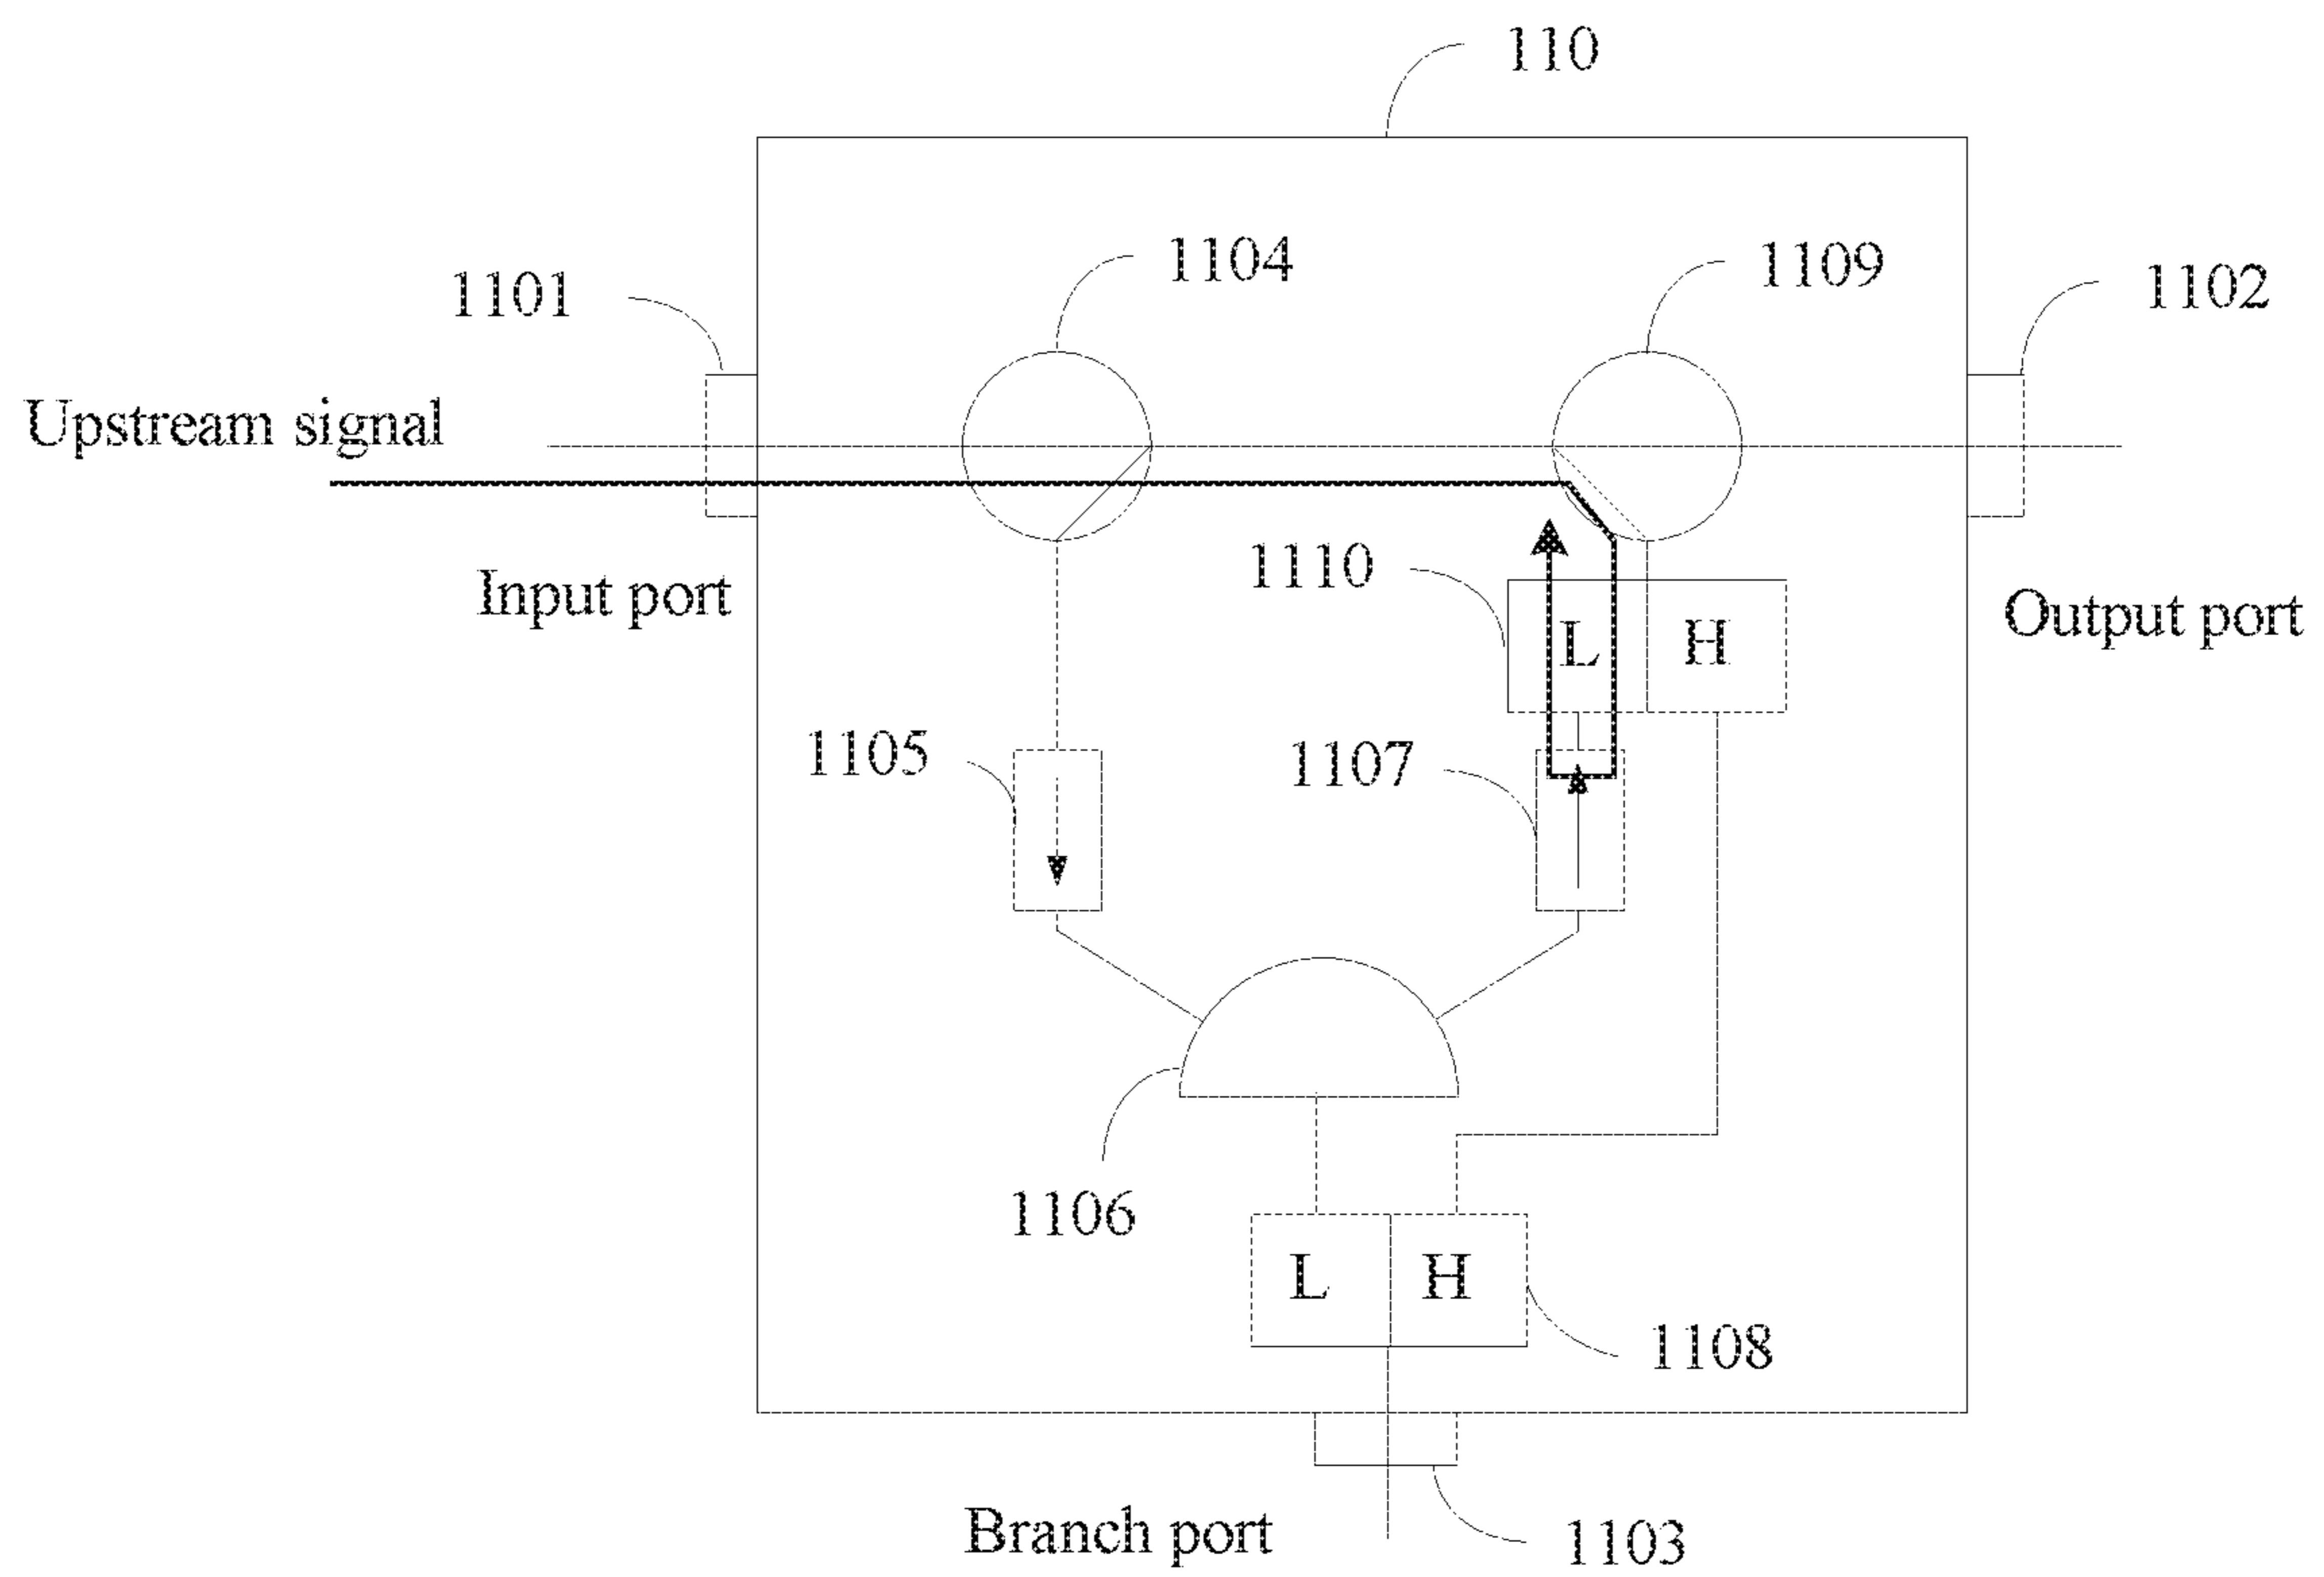 110
1104
1109
1101
1102
Upstream signal
1110
Input port
L H
Output port
1105
1107
1106
L H
1108
Branch port
1103